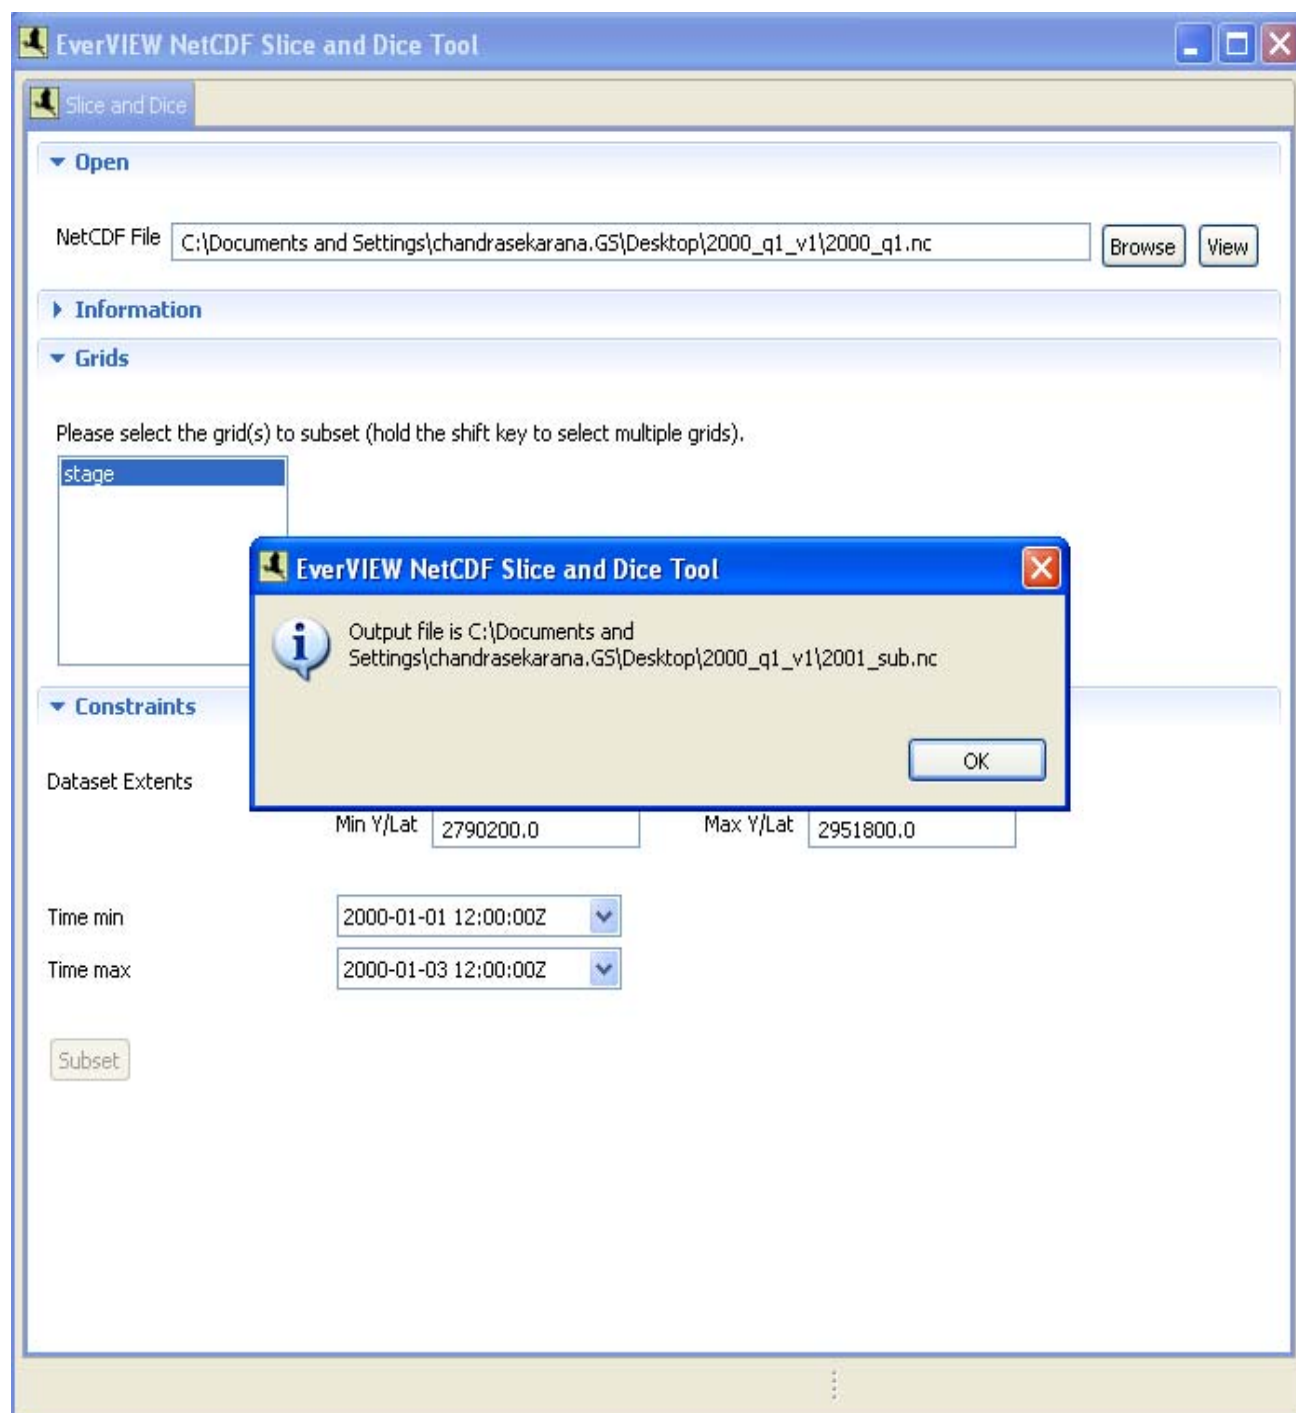 EverVIEW NetCDF Slice and Dice Tool
Slice and Dice
Open
NetCDF File C:\Documents and Settings\chandrasekarana.GS\Desktop\2000_q1_v1\2000_q1.nc Browse View
Information
Grids
Please select the grid(s) to subset (hold the shift key to select multiple grids).
stage
EverVIEW NetCDF Slice and Dice Tool
Output file is C:\Documents and
Settings\chandrasekarana.GS\Desktop\2000_q1_v1\2001_sub.nc
OK
Constraints
Dataset Extents
Min Y/Lat 2790200.0 Max Y/Lat 2951800.0
Time min 2000-01-01 12:00:00Z
Time max 2000-01-03 12:00:00Z
Subset